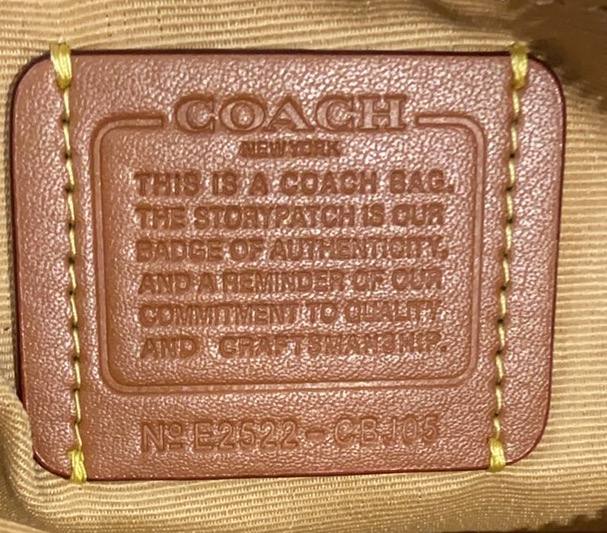 COACH
NEW YORK
THIS IS A COACH BAG.
THE STORYPATCH IS OUR
BADGE OF AUTHENTICITY,
AND A REMINDER OF OUR
COMMITMENT TO QUALITY
AND CRAFTSMANSHIP.
Nº E2522-CBJ05